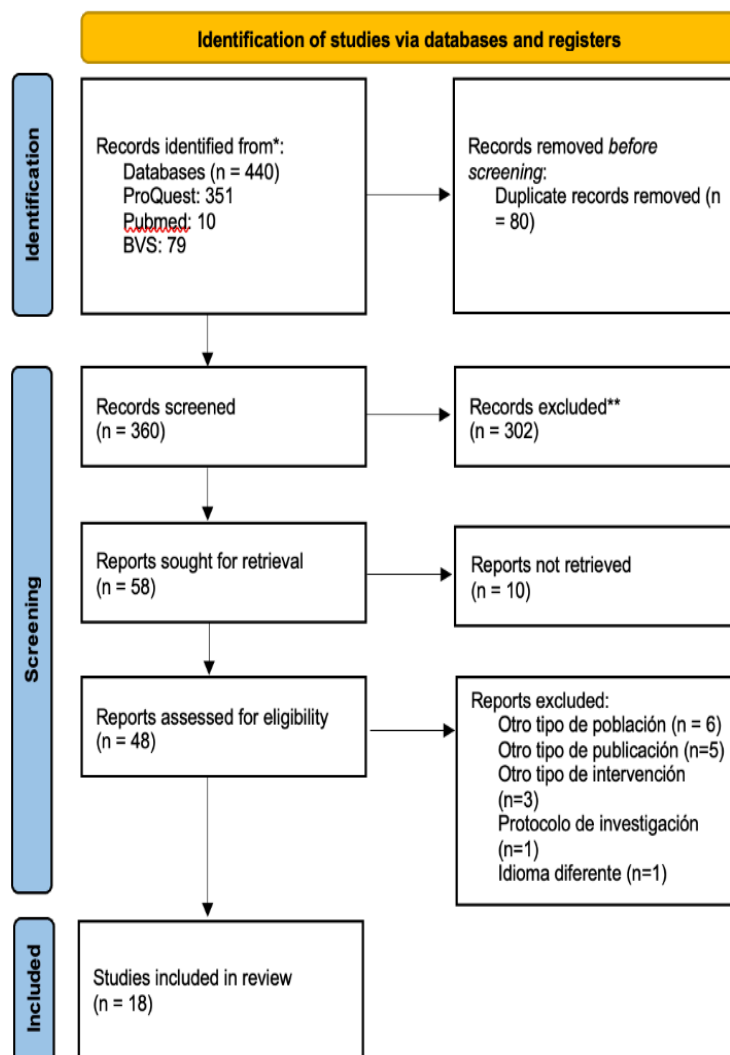 Identification of studies via databases and registers
Identification
Records identified from*:
Databases (n = 440)
ProQuest: 351
Pubmed: 10
BVS: 79
Records removed before
screening:
Duplicate records removed (n
= 80)
Screening
Records screened
(n = 360)
Records excluded**
(n = 302)
Reports sought for retrieval
(n = 58)
Reports not retrieved
(n = 10)
Reports assessed for eligibility
(n = 48)
Reports excluded:
Otro tipo de población (n = 6)
Otro tipo de publicación (n=5)
Otro tipo de intervención
(n=3)
Protocolo de investigación
(n=1)
Idioma diferente (n=1)
Included
Studies included in review
(n = 18)